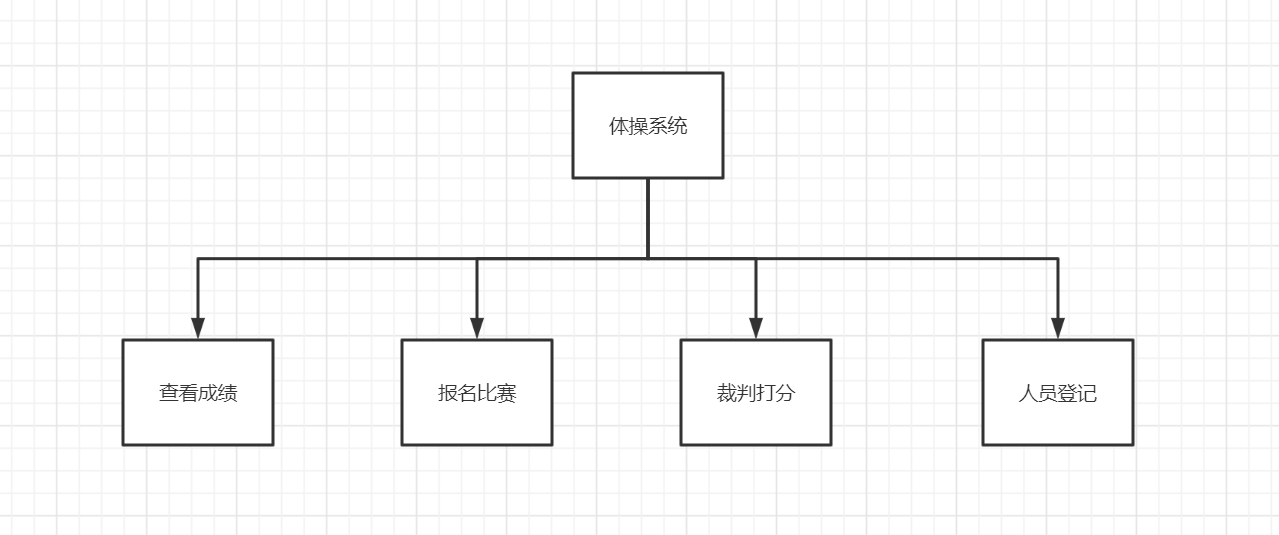 体操系统
查看成绩
报名比赛
裁判打分
人员登记